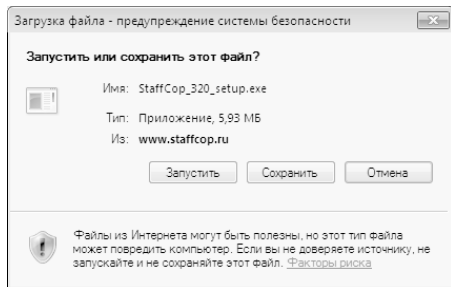 Загрузка файла - предупреждение системы безопасности
Запустить или сохранить этот файл?
Имя: StaffCop_320_setup.exe
Тип: Приложение, 5,93 МБ
Из: www.staffcop.ru
Запустить Сохранить Отмена
Файлы из Интернета могут быть полезны, но этот тип файла
может повредить компьютер. Если вы не доверяете источнику, не
запускайте и не сохраняйте этот файл. Факторы риска